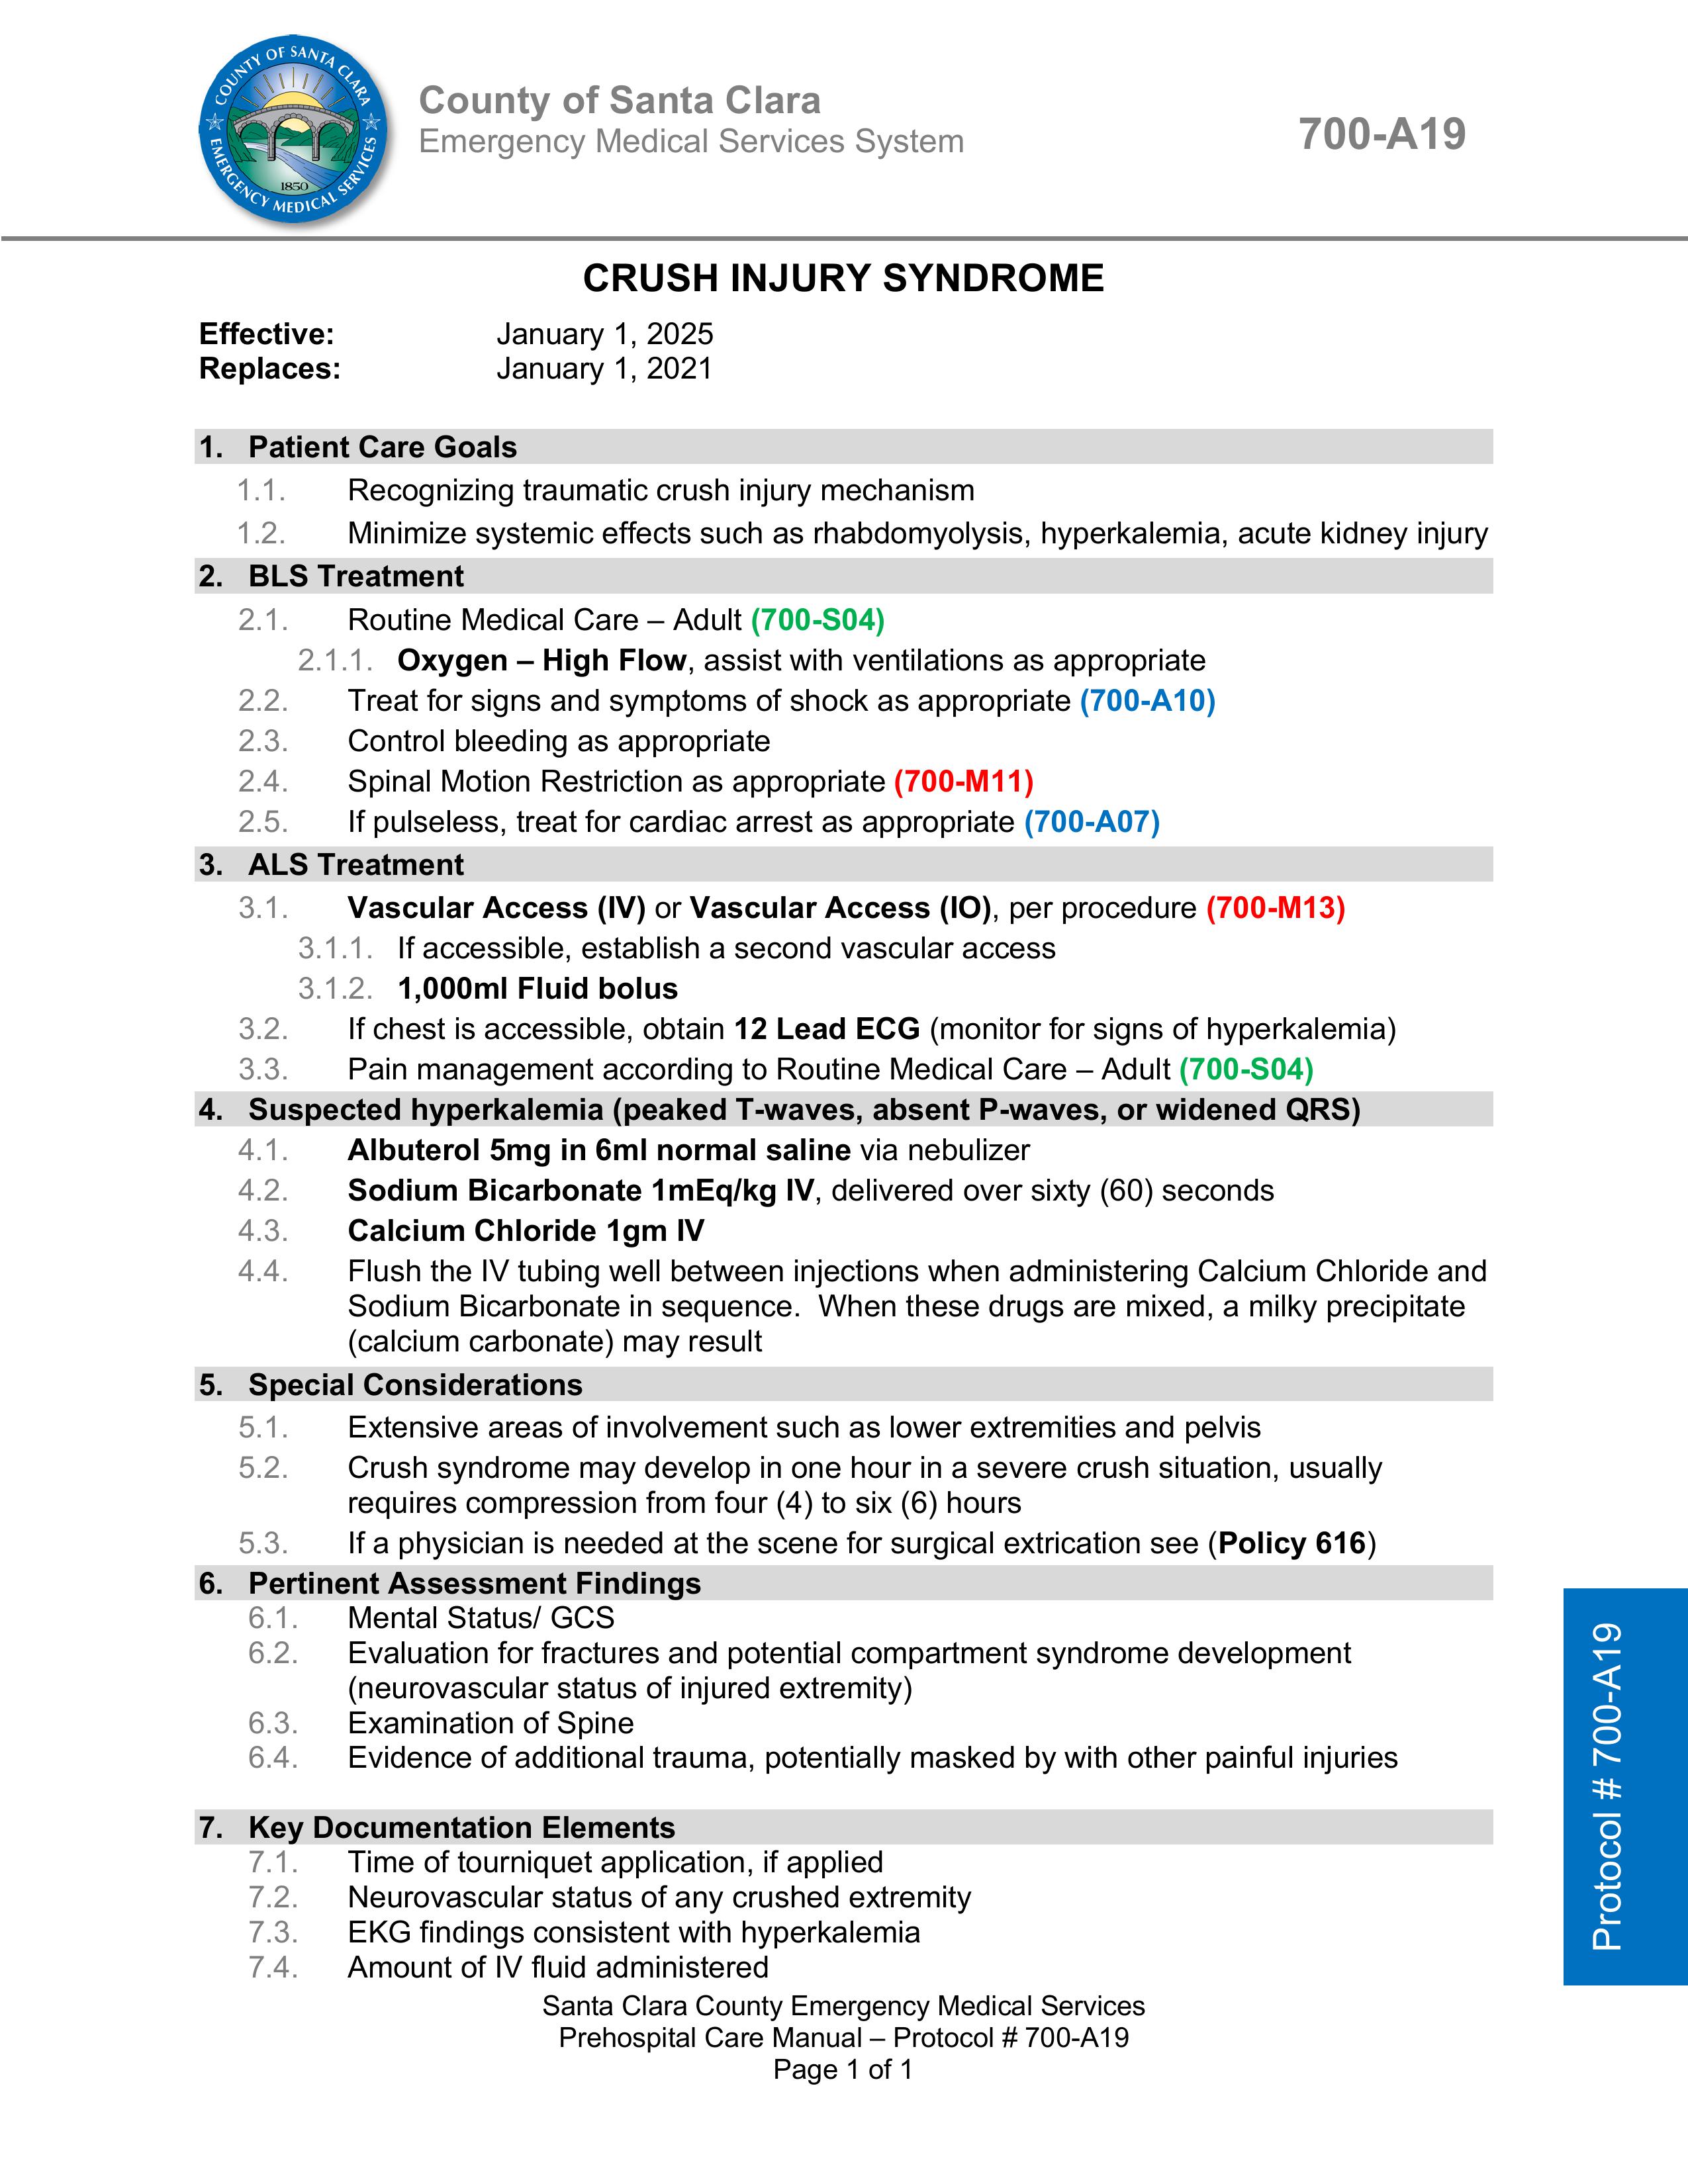 COUNTY OF SANTA CLARA
EMERGENCY MEDICAL SERVICES
1850
County of Santa Clara
Emergency Medical Services System
700-A19
CRUSH INJURY SYNDROME
Effective: January 1, 2025
Replaces: January 1, 2021
1. Patient Care Goals
1.1. Recognizing traumatic crush injury mechanism
1.2. Minimize systemic effects such as rhabdomyolysis, hyperkalemia, acute kidney injury
2. BLS Treatment
2.1. Routine Medical Care – Adult (700-S04)
2.1.1. Oxygen – High Flow, assist with ventilations as appropriate
2.2. Treat for signs and symptoms of shock as appropriate (700-A10)
2.3. Control bleeding as appropriate
2.4. Spinal Motion Restriction as appropriate (700-M11)
2.5. If pulseless, treat for cardiac arrest as appropriate (700-A07)
3. ALS Treatment
3.1. Vascular Access (IV) or Vascular Access (IO), per procedure (700-M13)
3.1.1. If accessible, establish a second vascular access
3.1.2. 1,000ml Fluid bolus
3.2. If chest is accessible, obtain 12 Lead ECG (monitor for signs of hyperkalemia)
3.3. Pain management according to Routine Medical Care – Adult (700-S04)
4. Suspected hyperkalemia (peaked T-waves, absent P-waves, or widened QRS)
4.1. Albuterol 5mg in 6ml normal saline via nebulizer
4.2. Sodium Bicarbonate 1mEq/kg IV, delivered over sixty (60) seconds
4.3. Calcium Chloride 1gm IV
4.4. Flush the IV tubing well between injections when administering Calcium Chloride and
Sodium Bicarbonate in sequence. When these drugs are mixed, a milky precipitate
(calcium carbonate) may result
5. Special Considerations
5.1. Extensive areas of involvement such as lower extremities and pelvis
5.2. Crush syndrome may develop in one hour in a severe crush situation, usually
requires compression from four (4) to six (6) hours
5.3. If a physician is needed at the scene for surgical extrication see (Policy 616)
6. Pertinent Assessment Findings
6.1. Mental Status/ GCS
6.2. Evaluation for fractures and potential compartment syndrome development
(neurovascular status of injured extremity)
6.3. Examination of Spine
6.4. Evidence of additional trauma, potentially masked by with other painful injuries
7. Key Documentation Elements
7.1. Time of tourniquet application, if applied
7.2. Neurovascular status of any crushed extremity
7.3. EKG findings consistent with hyperkalemia
7.4. Amount of IV fluid administered
Protocol # 700-A19
Santa Clara County Emergency Medical Services
Prehospital Care Manual – Protocol # 700-A19
Page 1 of 1